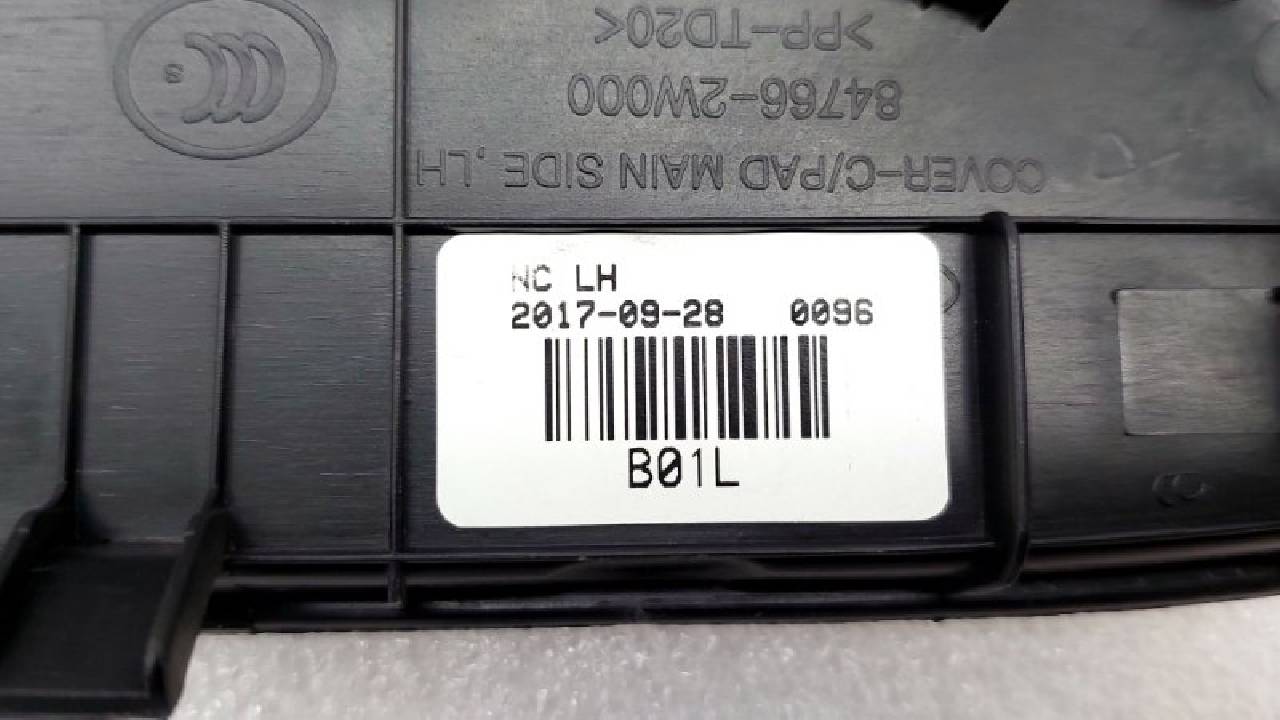 >PP-TD20<
84766-2W000
COVER-C/PAD MAIN SIDE, LH
S
NC LH
2017-09-28 0096
B01L